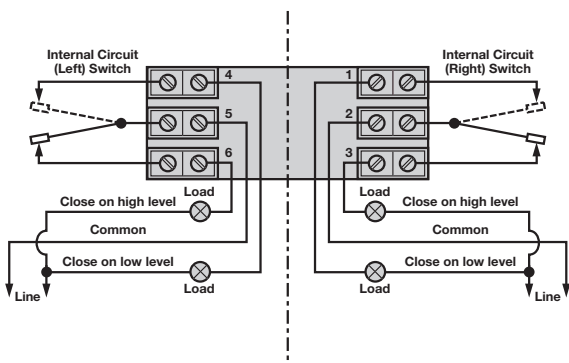 Internal Circuit
(Left) Switch
Internal Circuit
(Right) Switch
4
1
5
2
6
3
Load
Load
Close on high level
Close on high level
Common
Common
Close on low level
Close on low level
Load
Load
Line
Line